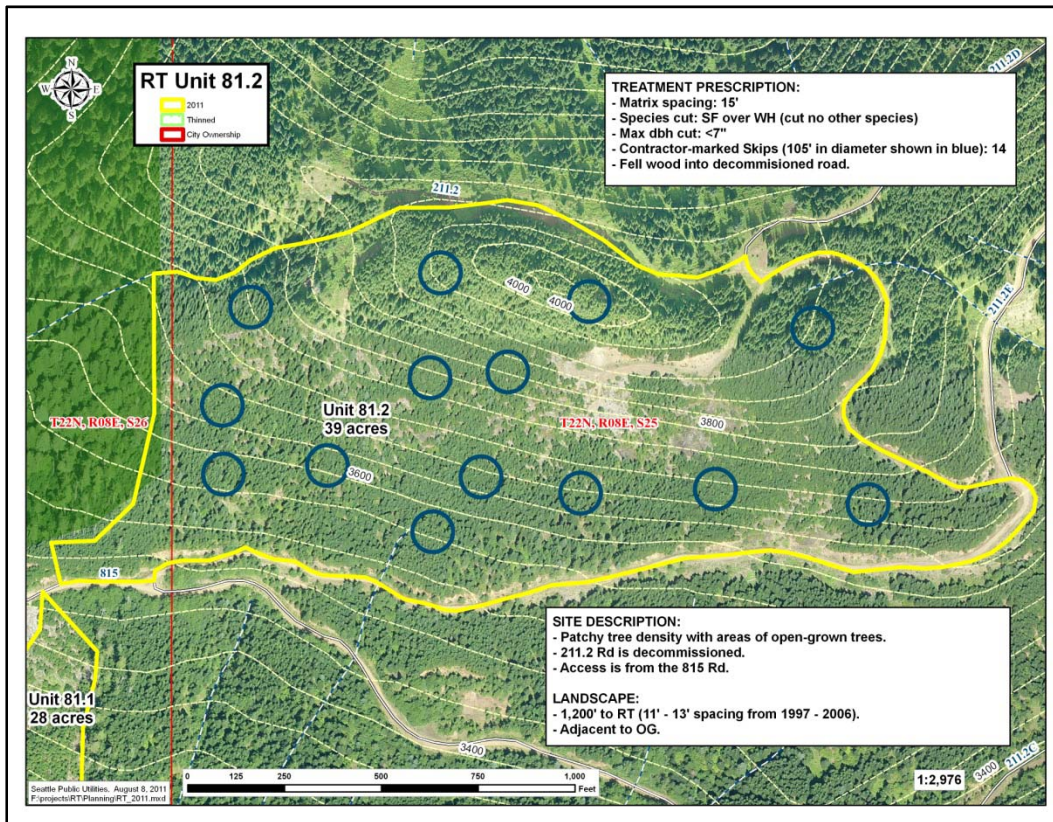 N
W E
S
RT Unit 81.2
2011
Thinned
City Ownership
TREATMENT PRESCRIPTION:
- Matrix spacing: 15'
- Species cut: SF over WH (cut no other species)
- Max dbh cut: <7"
- Contractor-marked Skips (105' in diameter shown in blue): 14
- Fell wood into decommisioned road.
211.2D
211.2
211.2E
4000
4000
T22N, R08E, S26
Unit 81.2
39 acres
T22N, R08E, S25
3800
3600
815
SITE DESCRIPTION:
- Patchy tree density with areas of open-grown trees.
- 211.2 Rd is decommissioned.
- Access is from the 815 Rd.
LANDSCAPE:
- 1,200' to RT (11' - 13' spacing from 1997 - 2006).
- Adjacent to OG.
Unit 81.1
28 acres
3400
211.2C
3400
0 125 250 500 750 1,000
Feet
1:2,976
Seattle Public Utilities. August 8, 2011
F:\projects\RT\Planning\RT_2011.mxd